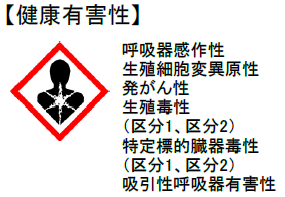 【健康有害性】
呼吸器感作性
生殖細胞変異原性
発がん性
生殖毒性
（区分1、区分2）
特定標的臓器毒性
（区分1、区分2）
吸引性呼吸器有害性